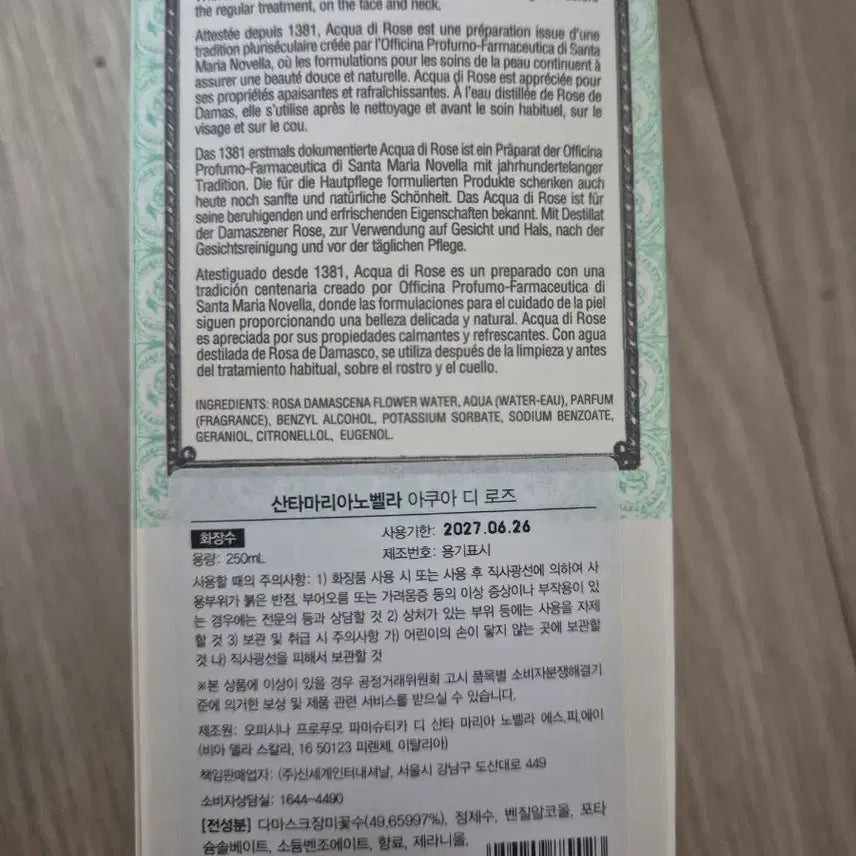 the regular treatment, on the face and neck.
Attestée depuis 1381, Acqua di Rose est une préparation issue d'une
tradition pluriséculaire créée par l'Officina Profumo-Farmaceutica di Santa
Maria Novella, où les formulations pour les soins de la peau continuent à
assurer une beauté douce et naturelle. Acqua di Rose est appréciée pour
ses propriétés apaisantes et rafraîchissantes. À l'eau distillée de Rose de
Damas, elle s'utilise après le nettoyage et avant le soin habituel, sur le
visage et sur le cou.
Das 1381 erstmals dokumentierte Acqua di Rose ist ein Präparat der Officina
Profumo-Farmaceutica di Santa Maria Novella mit jahrhundertelanger
Tradition. Die für die Hautpflege formulierten Produkte schenken auch
heute noch sanfte und natürliche Schönheit. Das Acqua di Rose ist für
seine beruhigenden und erfrischenden Eigenschaften bekannt. Mit Destillat
der Damaszener Rose, zur Verwendung auf Gesicht und Hals, nach der
Gesichtsreinigung und vor der täglichen Pflege.
Atestiguado desde 1381, Acqua di Rose es un preparado con una
tradición centenaria creado por Officina Profumo-Farmaceutica di
Santa Maria Novella, donde las formulaciones para el cuidado de la piel
siguen proporcionando una belleza delicada y natural. Acqua di Rose
es apreciada por sus propiedades calmantes y refrescantes. Con agua
destilada de Rosa de Damasco, se utiliza después de la limpieza y antes
del tratamiento habitual, sobre el rostro y el cuello.
INGREDIENTS: ROSA DAMASCENA FLOWER WATER, AQUA (WATER-EAU), PARFUM
(FRAGRANCE), BENZYL ALCOHOL, POTASSIUM SORBATE, SODIUM BENZOATE,
GERANIOL, CITRONELLOL, EUGENOL.
산타마리아노벨라 아쿠아 디 로즈
화장수 사용기한: 2027.06.26
용량: 250mL 제조번호: 용기표시
사용할 때의 주의사항: 1) 화장품 사용 시 또는 사용 후 직사광선에 의하여 사
용부위가 붉은 반점, 부어오름 또는 가려움증 등의 이상 증상이나 부작용이 있
는 경우에는 전문의 등과 상담할 것 2) 상처가 있는 부위 등에는 사용을 자제
할 것 3) 보관 및 취급 시 주의사항 가) 어린이의 손이 닿지 않는 곳에 보관할
것 나) 직사광선을 피해서 보관할 것
※본 상품에 이상이 있을 경우 공정거래위원회 고시 품목별 소비자분쟁해결기
준에 의거한 보상 및 제품 관련 서비스를 받으실 수 있습니다.
제조원: 오피시나 프로푸모 파마슈티카 디 산타 마리아 노벨라 에스.피.에이
(비아 델라 스칼라, 16 50123 피렌체, 이탈리아)
책임판매업자: (주)신세계인터내셔날, 서울시 강남구 도산대로 449
소비자상담실: 1644-4490
[전성분] 다마스크장미꽃수(49.65997%), 정제수, 벤질알코올, 포타
슘솔베이트, 소듐벤조에이트, 향료, 제라니올,